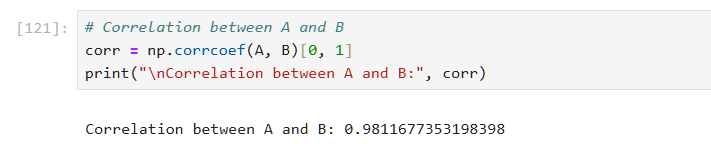 [121]: # Correlation between A and B
corr = np.corrcoef(A, B)[0, 1]
print("\nCorrelation between A and B:", corr)
Correlation between A and B: 0.9811677353198398